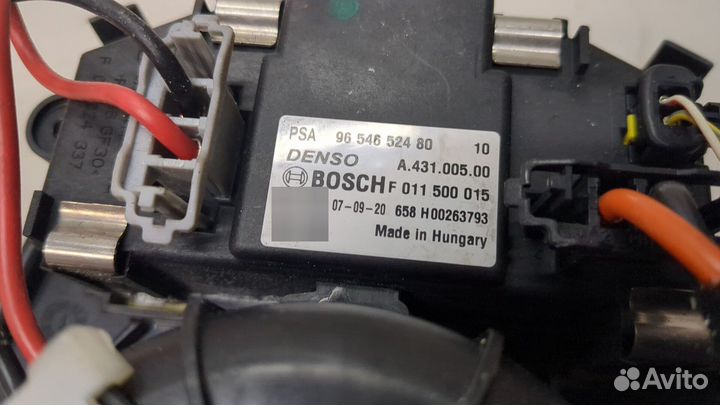 PSA 96 546 524 80 10
DENSO A.431.005.00
BOSCH F 011 500 015
07-09-20 658 H00263793
Made in Hungary
Avito